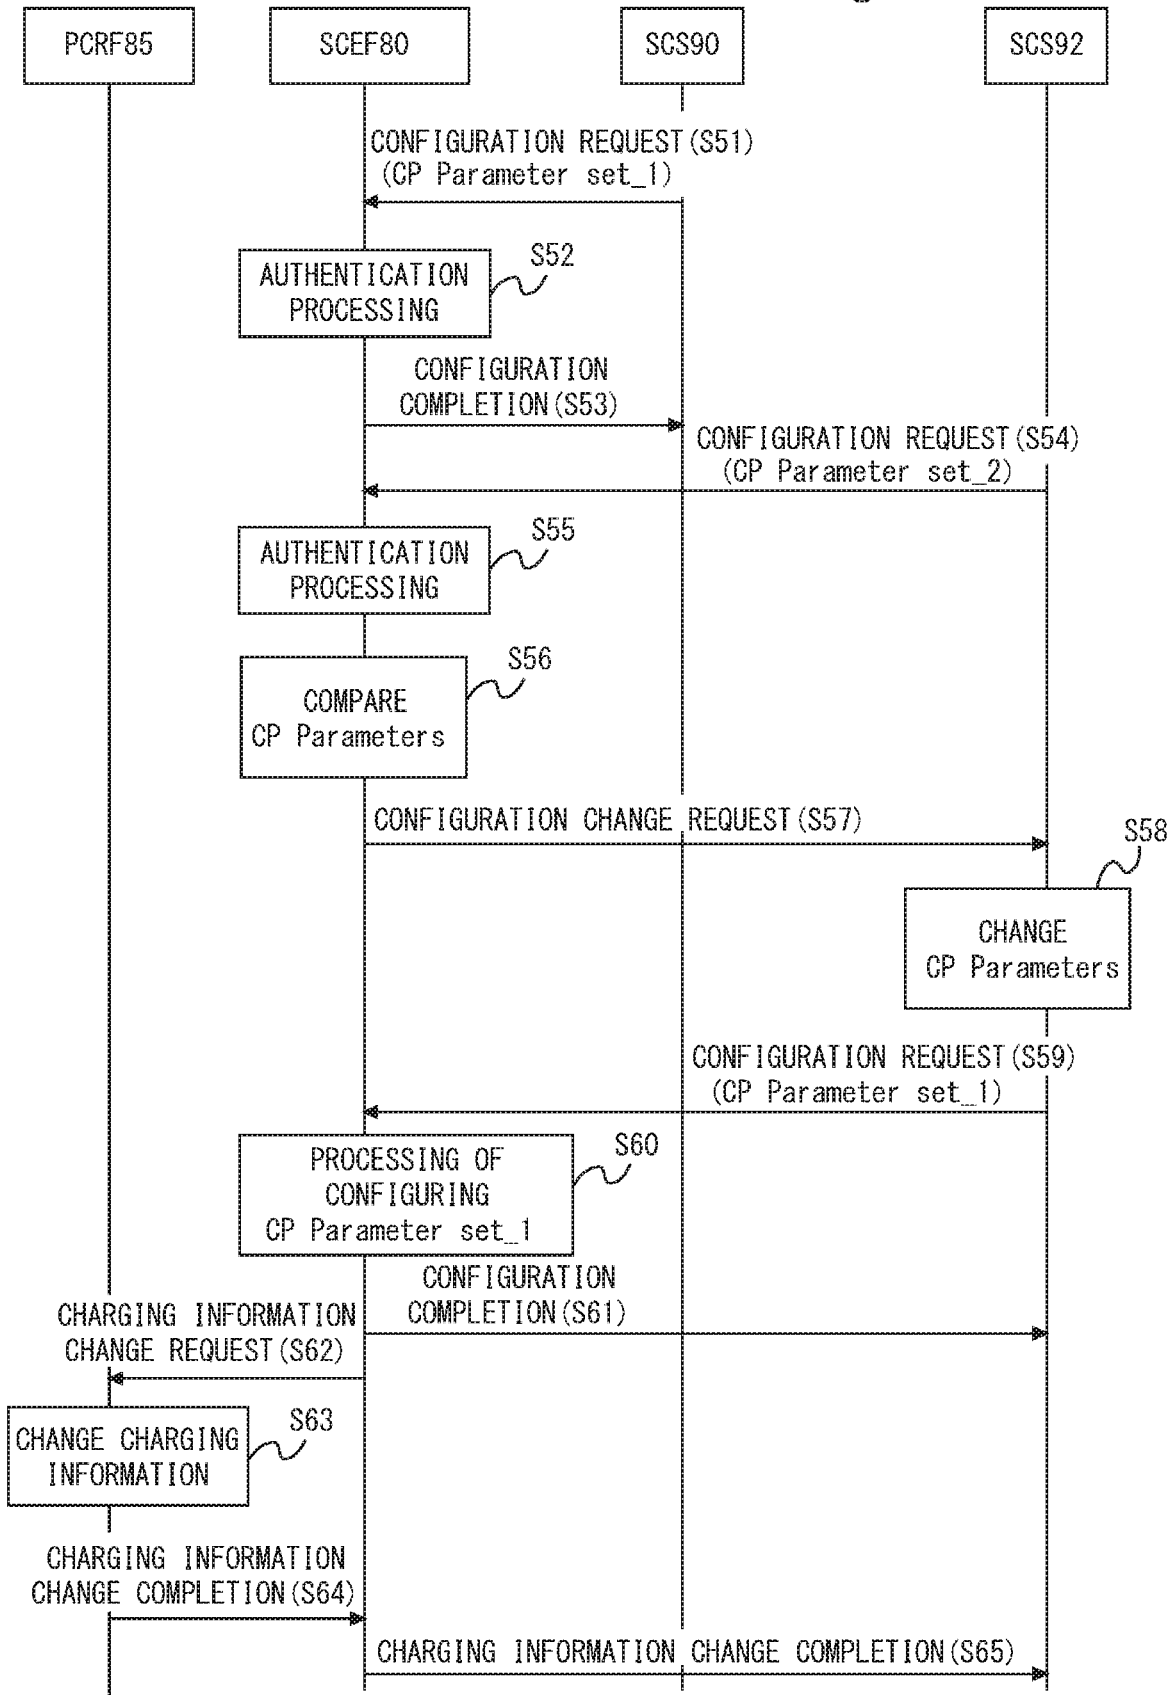 PCRF85
SCEF80
SCS90
SCS92
CONFIGURATION REQUEST(S51)
(CP Parameter set_1)
S52
AUTHENTICATION
PROCESSING
CONFIGURATION
COMPLETION(S53)
CONFIGURATION REQUEST(S54)
(CP Parameter set_2)
S55
AUTHENTICATION
PROCESSING
S56
COMPARE
CP Parameters
CONFIGURATION CHANGE REQUEST(S57)
S58
CHANGE
CP Parameters
CONFIGURATION REQUEST(S59)
(CP Parameter set_1)
S60
PROCESSING OF
CONFIGURING
CP Parameter set_1
CONFIGURATION
COMPLETION(S61)
CHARGING INFORMATION
CHANGE REQUEST(S62)
S63
CHANGE CHARGING
INFORMATION
CHARGING INFORMATION
CHANGE COMPLETION(S64)
CHARGING INFORMATION CHANGE COMPLETION(S65)